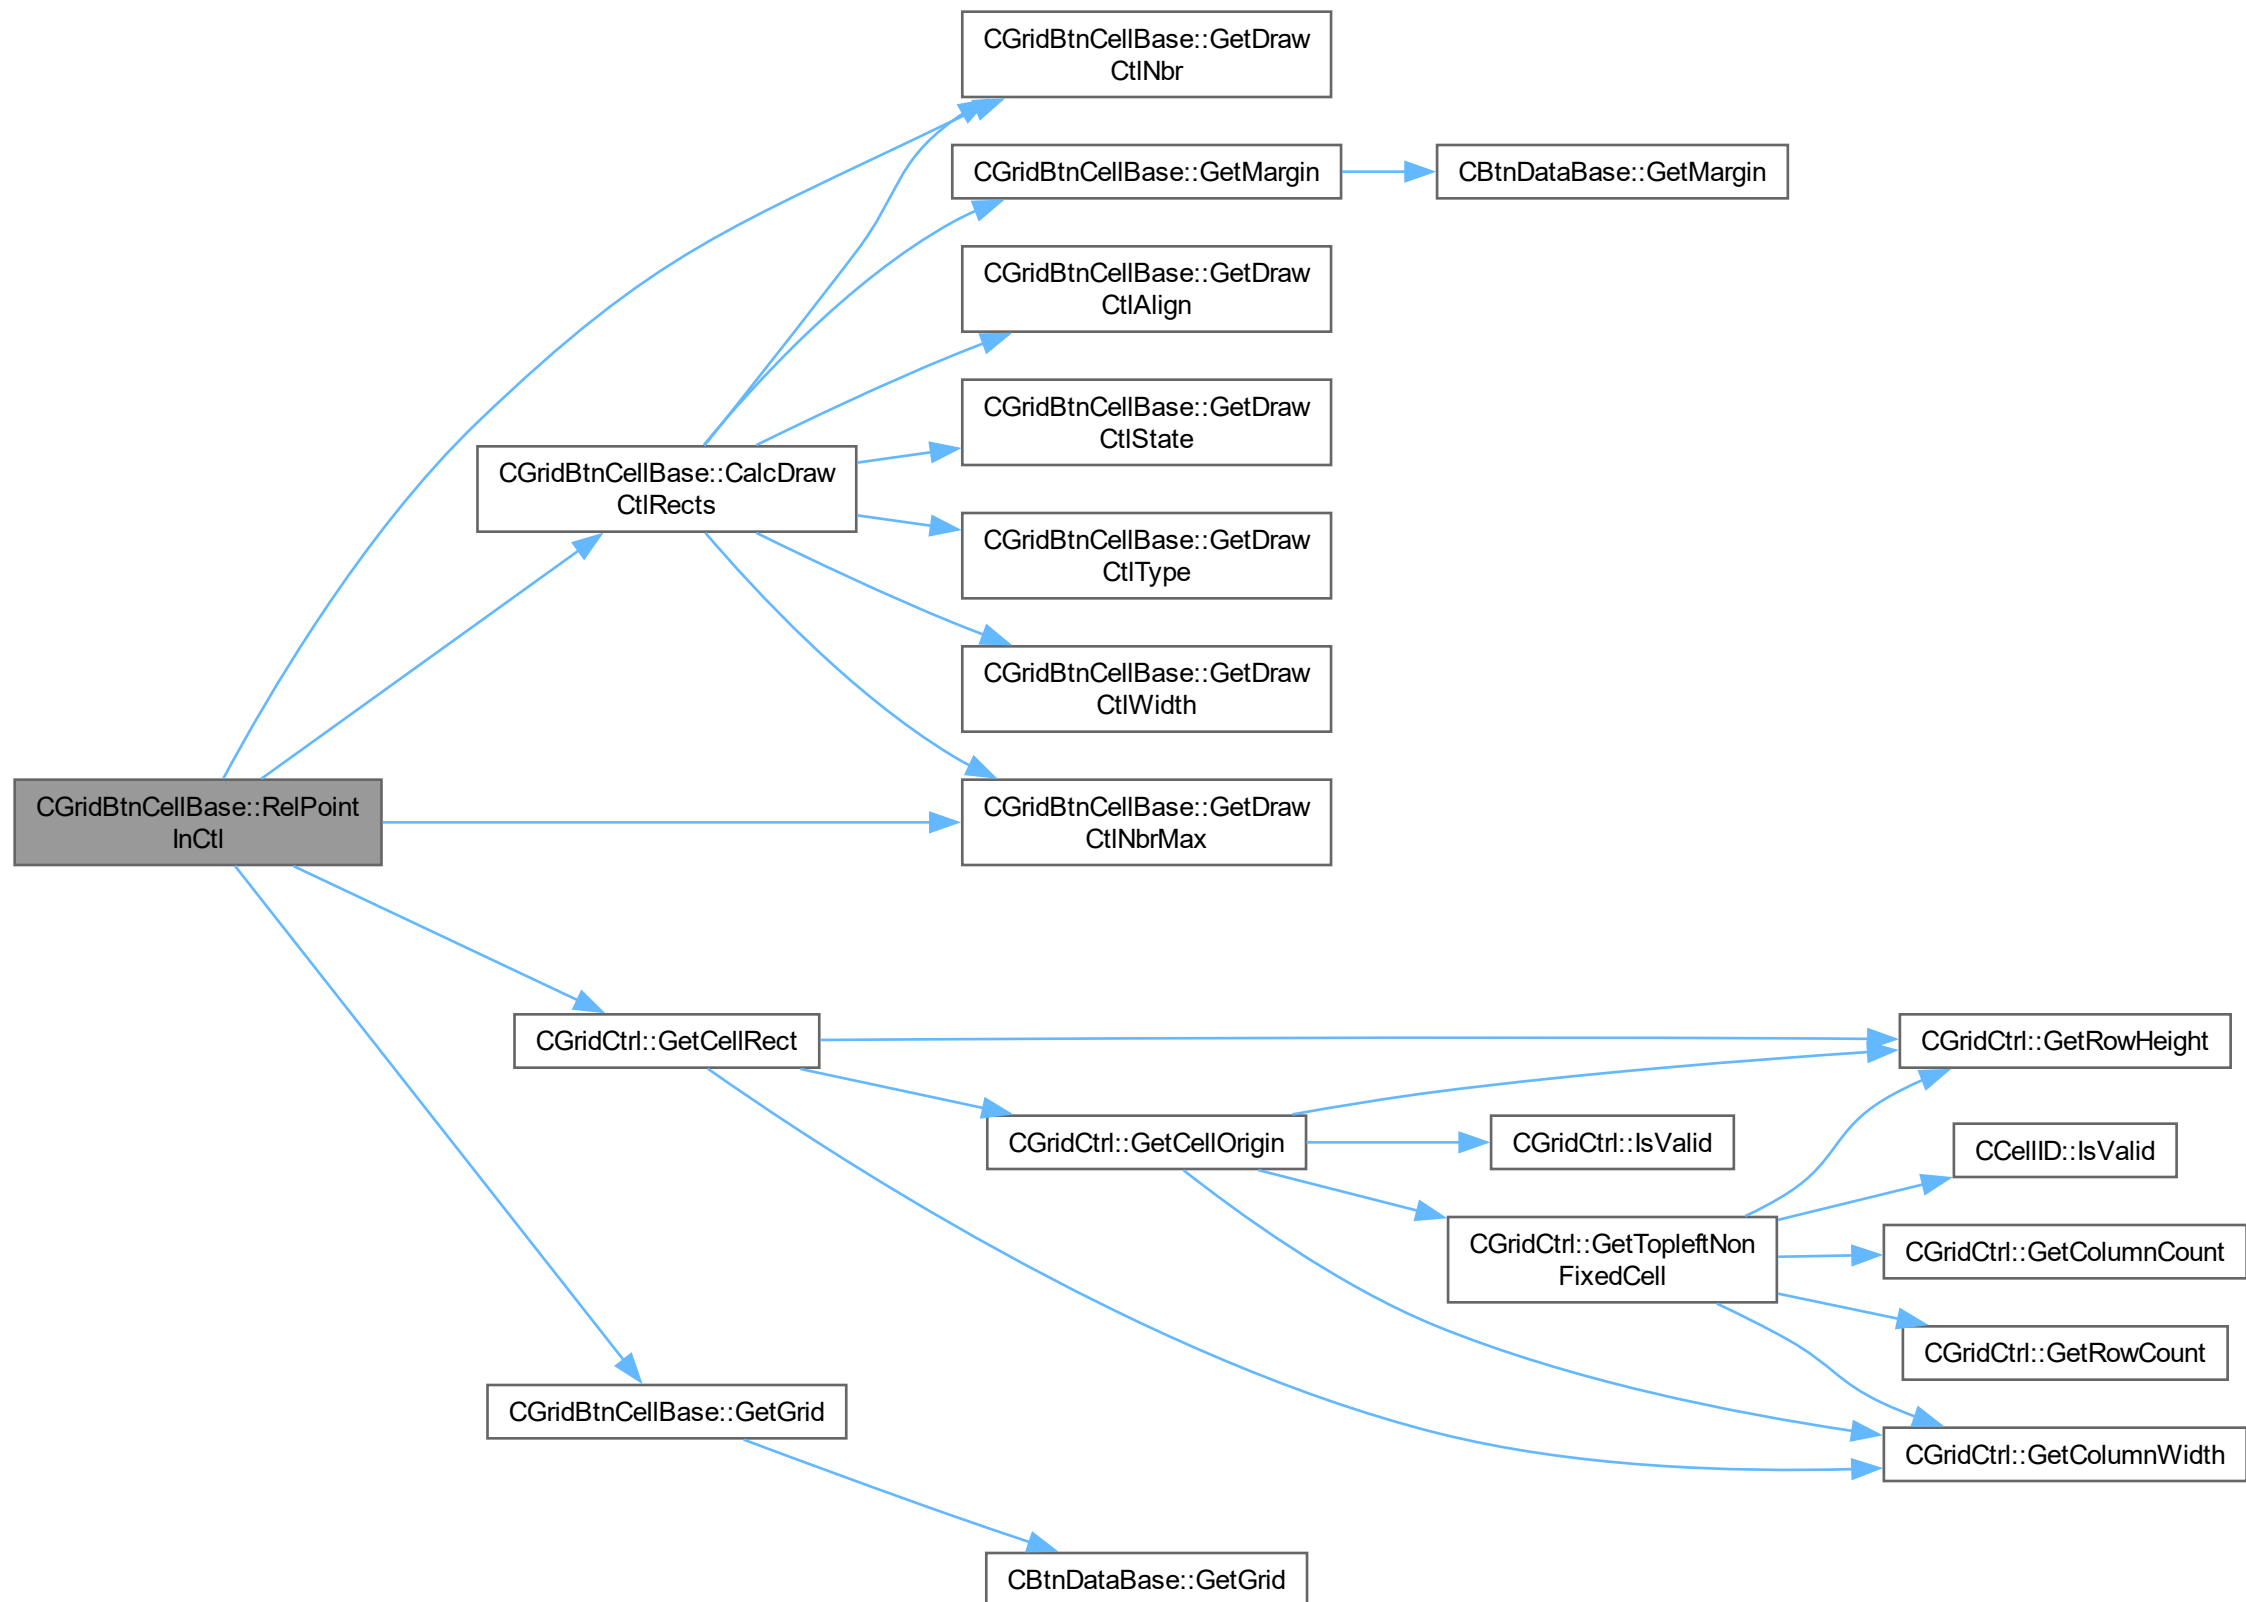 CGridBtnCellBase::GetDraw
CtlNbr
CGridBtnCellBase::GetMargin
CBtnDataBase::GetMargin
CGridBtnCellBase::GetDraw
CtlAlign
CGridBtnCellBase::GetDraw
CtlState
CGridBtnCellBase::CalcDraw
CtlRects
CGridBtnCellBase::GetDraw
CtlType
CGridBtnCellBase::GetDraw
CtlWidth
CGridBtnCellBase::RelPoint
InCtl
CGridBtnCellBase::GetDraw
CtlNbrMax
CGridCtrl::GetCellRect
CGridCtrl::GetRowHeight
CGridCtrl::GetCellOrigin
CGridCtrl::IsValid
CCellID::IsValid
CGridCtrl::GetTopleftNon
FixedCell
CGridCtrl::GetColumnCount
CGridCtrl::GetRowCount
CGridBtnCellBase::GetGrid
CGridCtrl::GetColumnWidth
CBtnDataBase::GetGrid